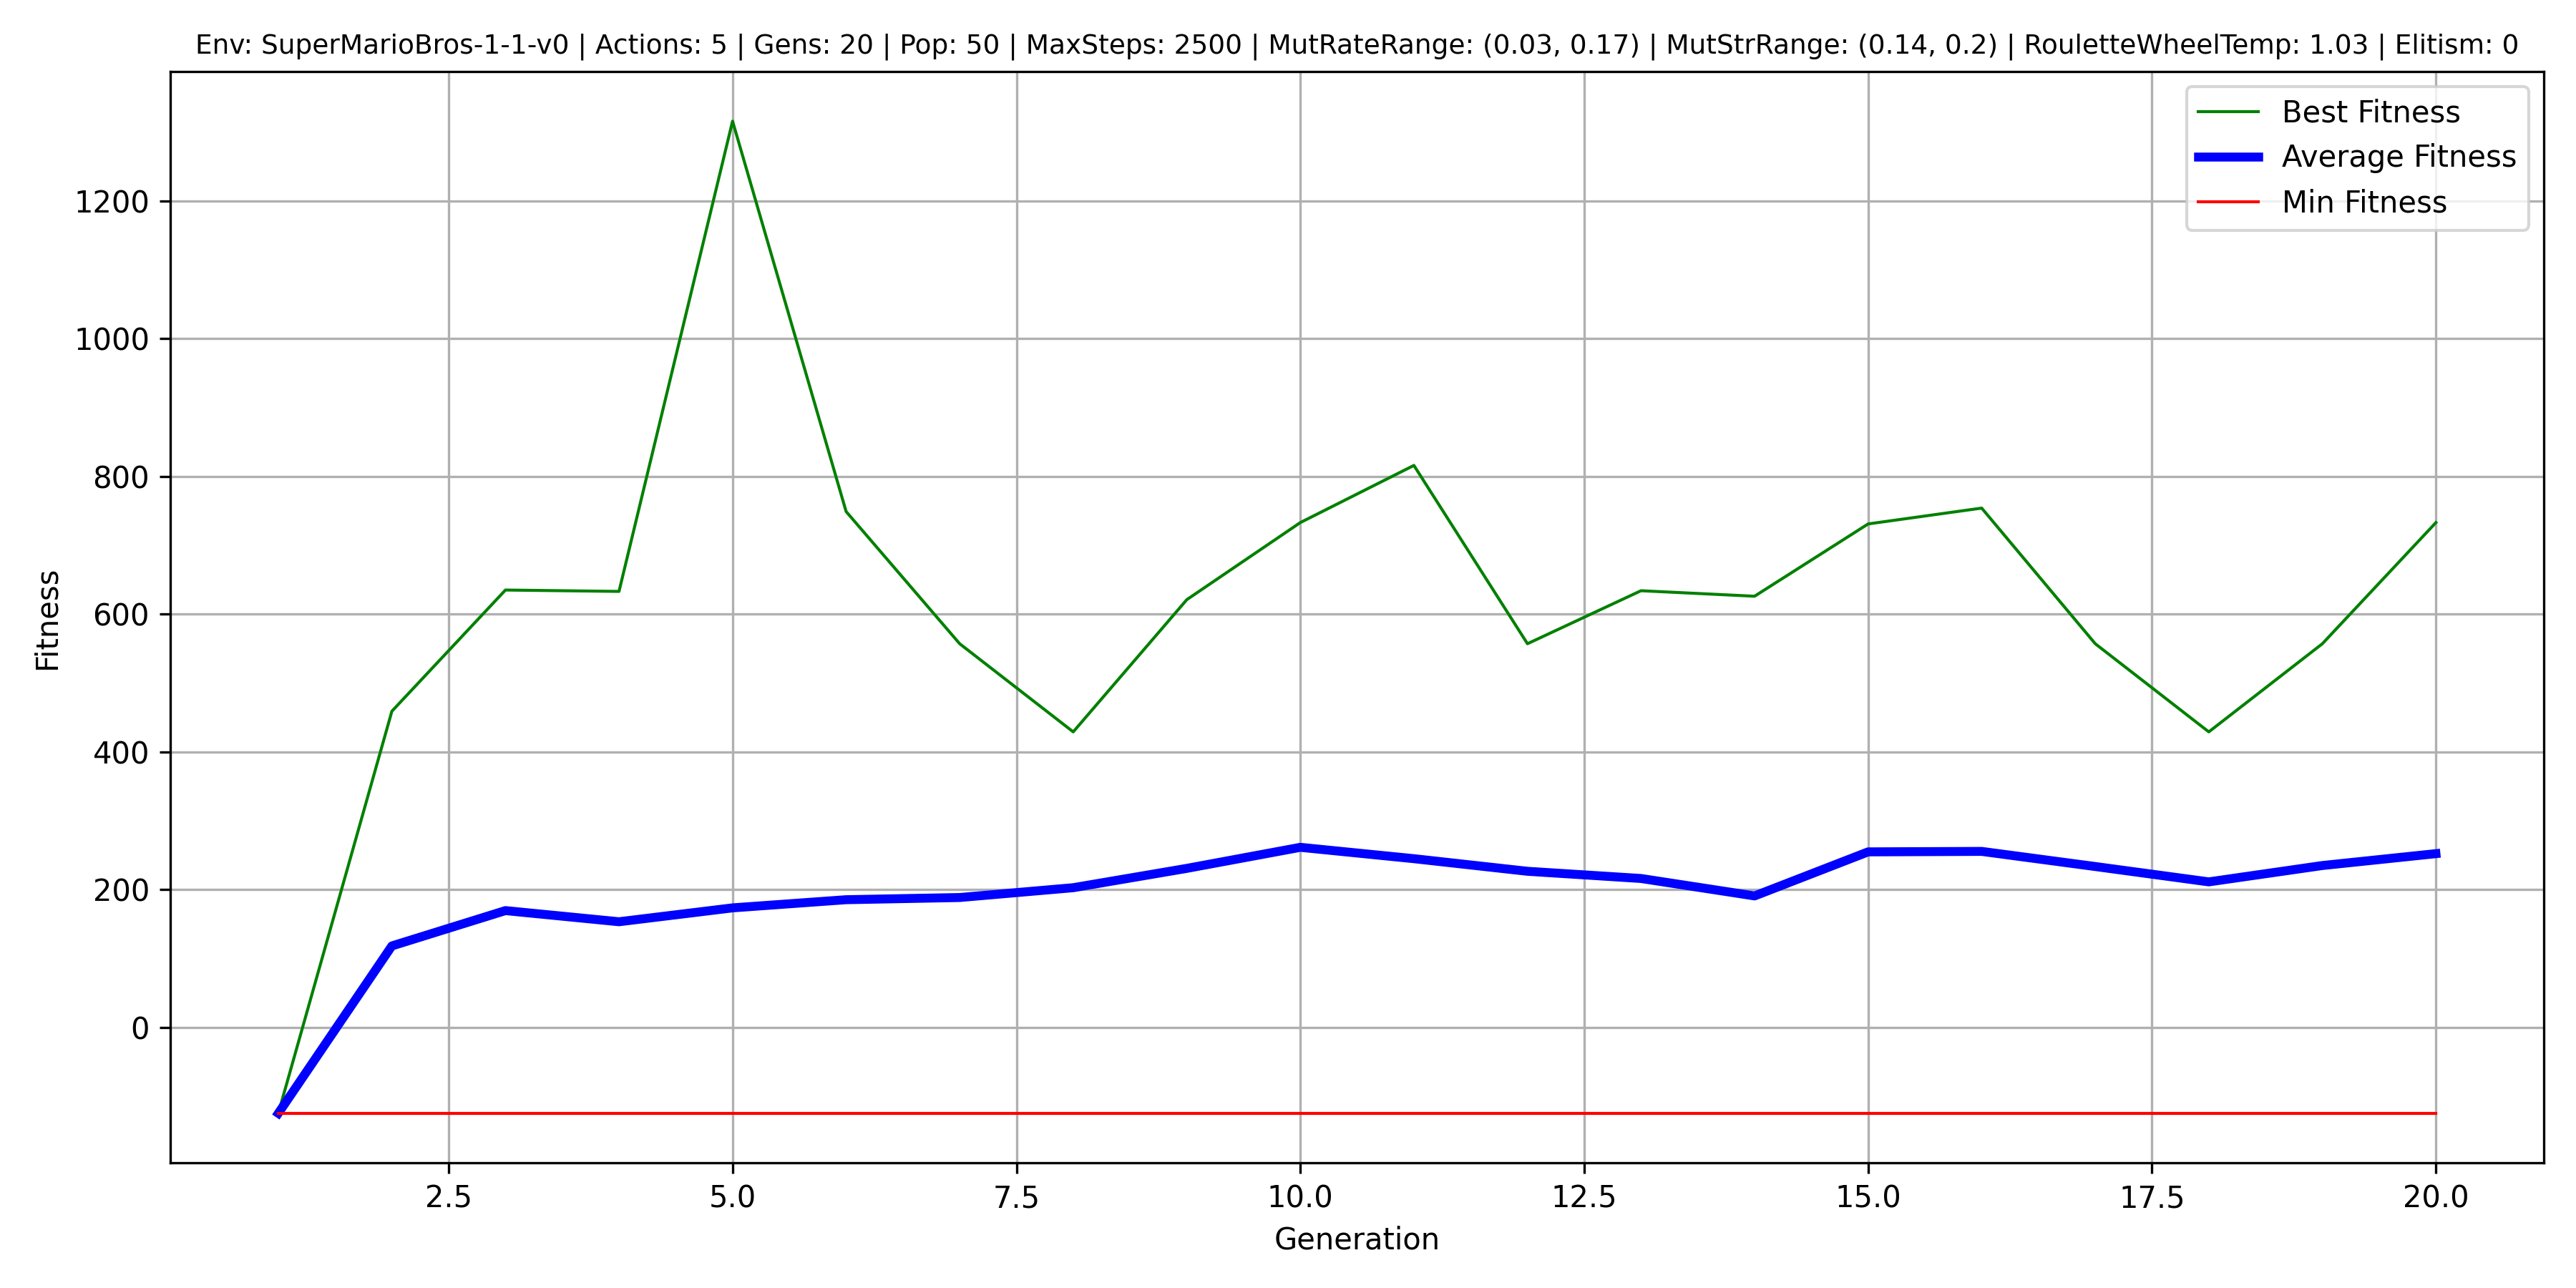 Env: SuperMarioBros-1-1-v0 | Actions: 5 | Gens: 20 | Pop: 50 | MaxSteps: 2500 | MutRateRange: (0.03, 0.17) | MutStrRange: (0.14, 0.2) | RouletteWheelTemp: 1.03 | Elitism: 0
Best Fitness
Average Fitness
Min Fitness
1200
1000
800
600
400
200
0
Fitness
2.5 5.0 7.5 10.0 12.5 15.0 17.5 20.0
Generation